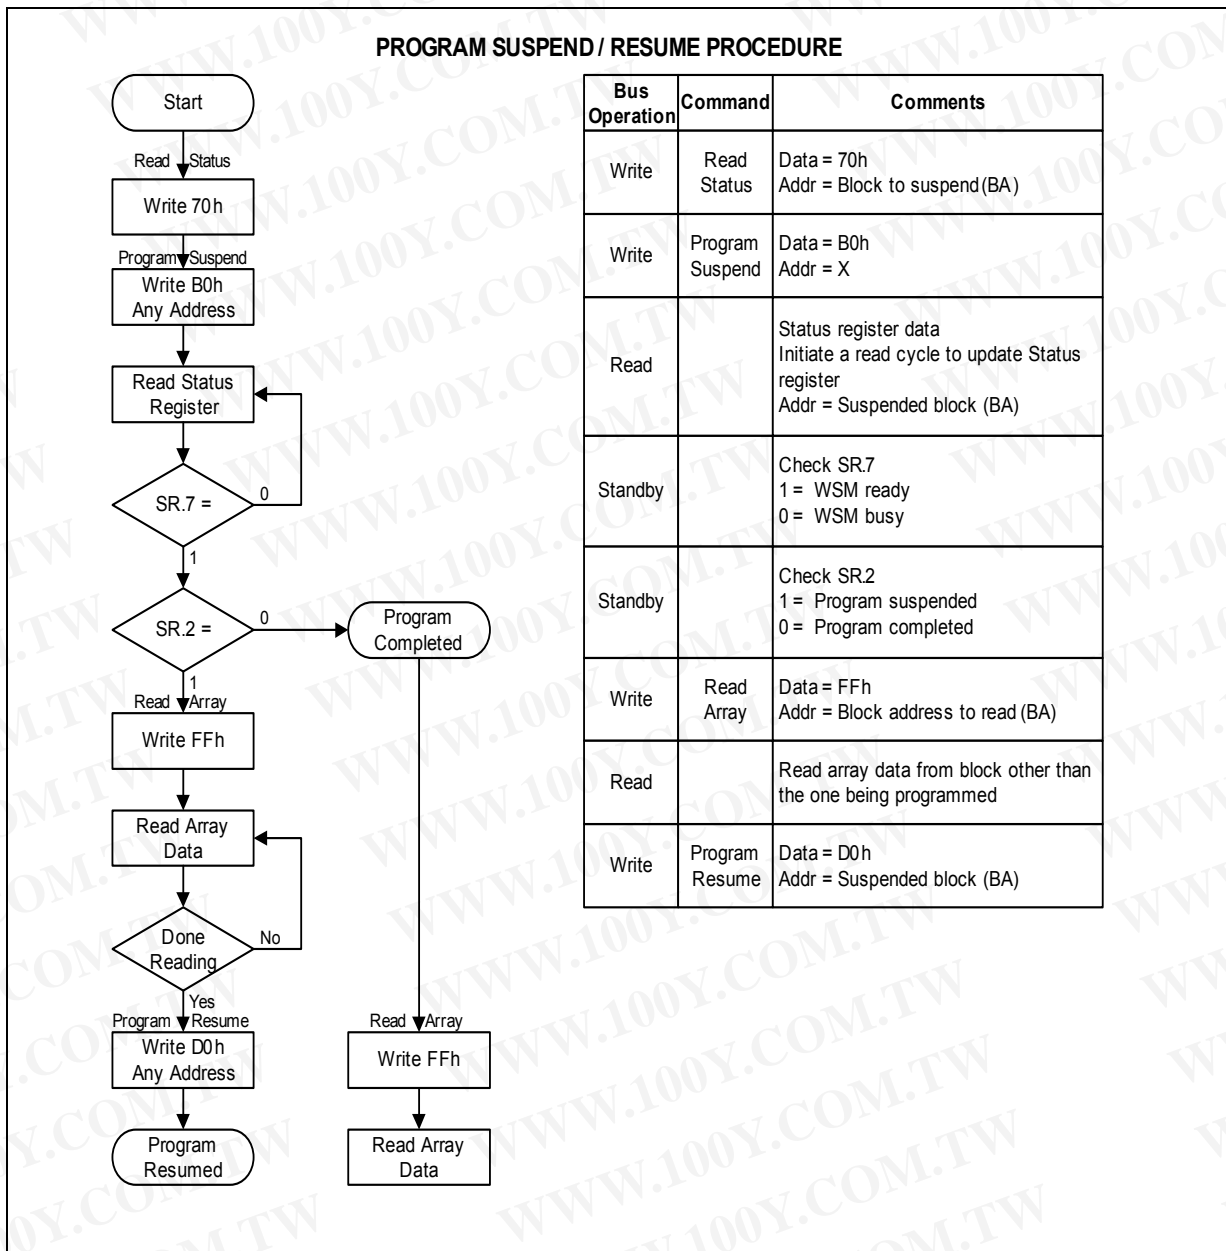 PROGRAM SUSPEND / RESUME PROCEDURE
Start
Read Status
Write 70h
Program Suspend
Write B0h
Any Address
Read Status
Register
SR.7 =
0
1
SR.2 =
0
Program
Completed
1
Read Array
Write FFh
Read Array
Data
Done
Reading
No
Yes
Program Resume
Write D0h
Any Address
Program
Resumed
Read Array
Write FFh
Read Array
Data
Bus
Operation
Command
Comments
Write
Read
Status
Data = 70h
Addr = Block to suspend (BA)
Write
Program
Suspend
Data = B0h
Addr = X
Read
Status register data
Initiate a read cycle to update Status
register
Addr = Suspended block (BA)
Standby
Check SR.7
1 = WSM ready
0 = WSM busy
Standby
Check SR.2
1 = Program suspended
0 = Program completed
Write
Read
Array
Data = FFh
Addr = Block address to read (BA)
Read
Read array data from block other than
the one being programmed
Write
Program
Resume
Data = D0h
Addr = Suspended block (BA)
WWW.100Y.COM.TW